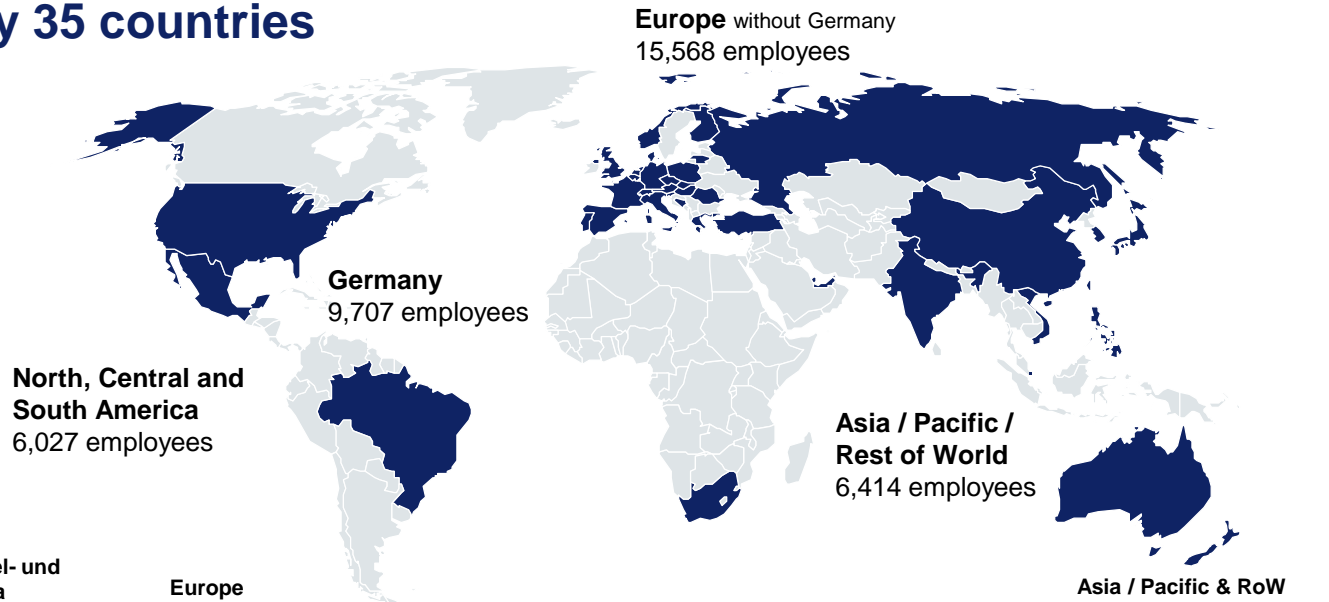 35 countries
Europe without Germany
15,568 employees
Germany
9,707 employees
North, Central and
South America
6,027 employees
Asia / Pacific /
Rest of World
6,414 employees
und
Europe
Asia / Pacific & RoW